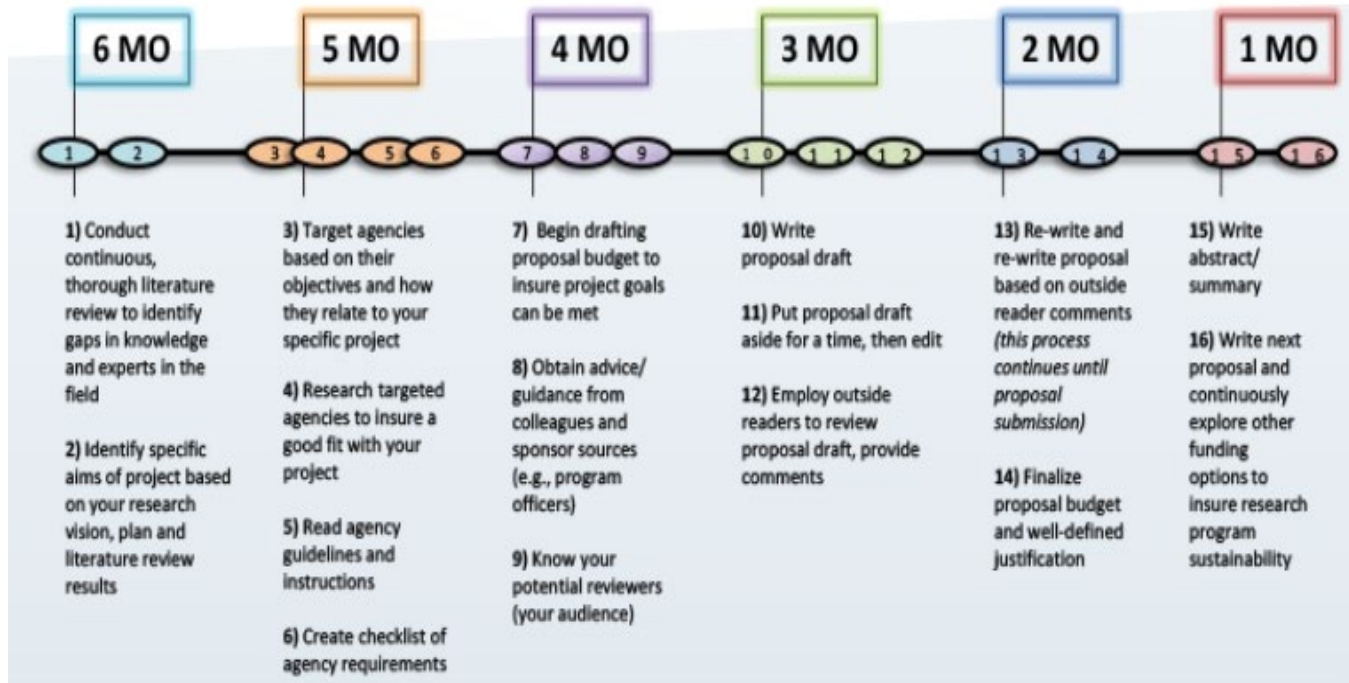 6 MO
5 MO
4 MO
3 MO
2 MO
1 MO
1
2
3
4
5
6
7
8
9
1 0
1 1
1 2
1 3
1 4
1 5
1 6
1) Conduct
continuous,
thorough literature
review to identify
gaps in knowledge
and experts in the
field
2) Identify specific
aims of project based
on your research
vision, plan and
literature review
results
3) Target agencies
based on their
objectives and how
they relate to your
specific project
4) Research targeted
agencies to insure a
good fit with your
project
5) Read agency
guidelines and
instructions
6) Create checklist of
agency requirements
7) Begin drafting
proposal budget to
insure project goals
can be met
8) Obtain advice/
guidance from
colleagues and
sponsor sources
(e.g., program
officers)
9) Know your
potential reviewers
(your audience)
10) Write
proposal draft
11) Put proposal draft
aside for a time, then edit
12) Employ outside
readers to review
proposal draft, provide
comments
13) Re-write and
re-write proposal
based on outside
reader comments
(this process
continues until
proposal
submission)
14) Finalize
proposal budget
and well-defined
justification
15) Write
abstract/
summary
16) Write next
proposal and
continuously
explore other
funding
options to
insure research
program
sustainability